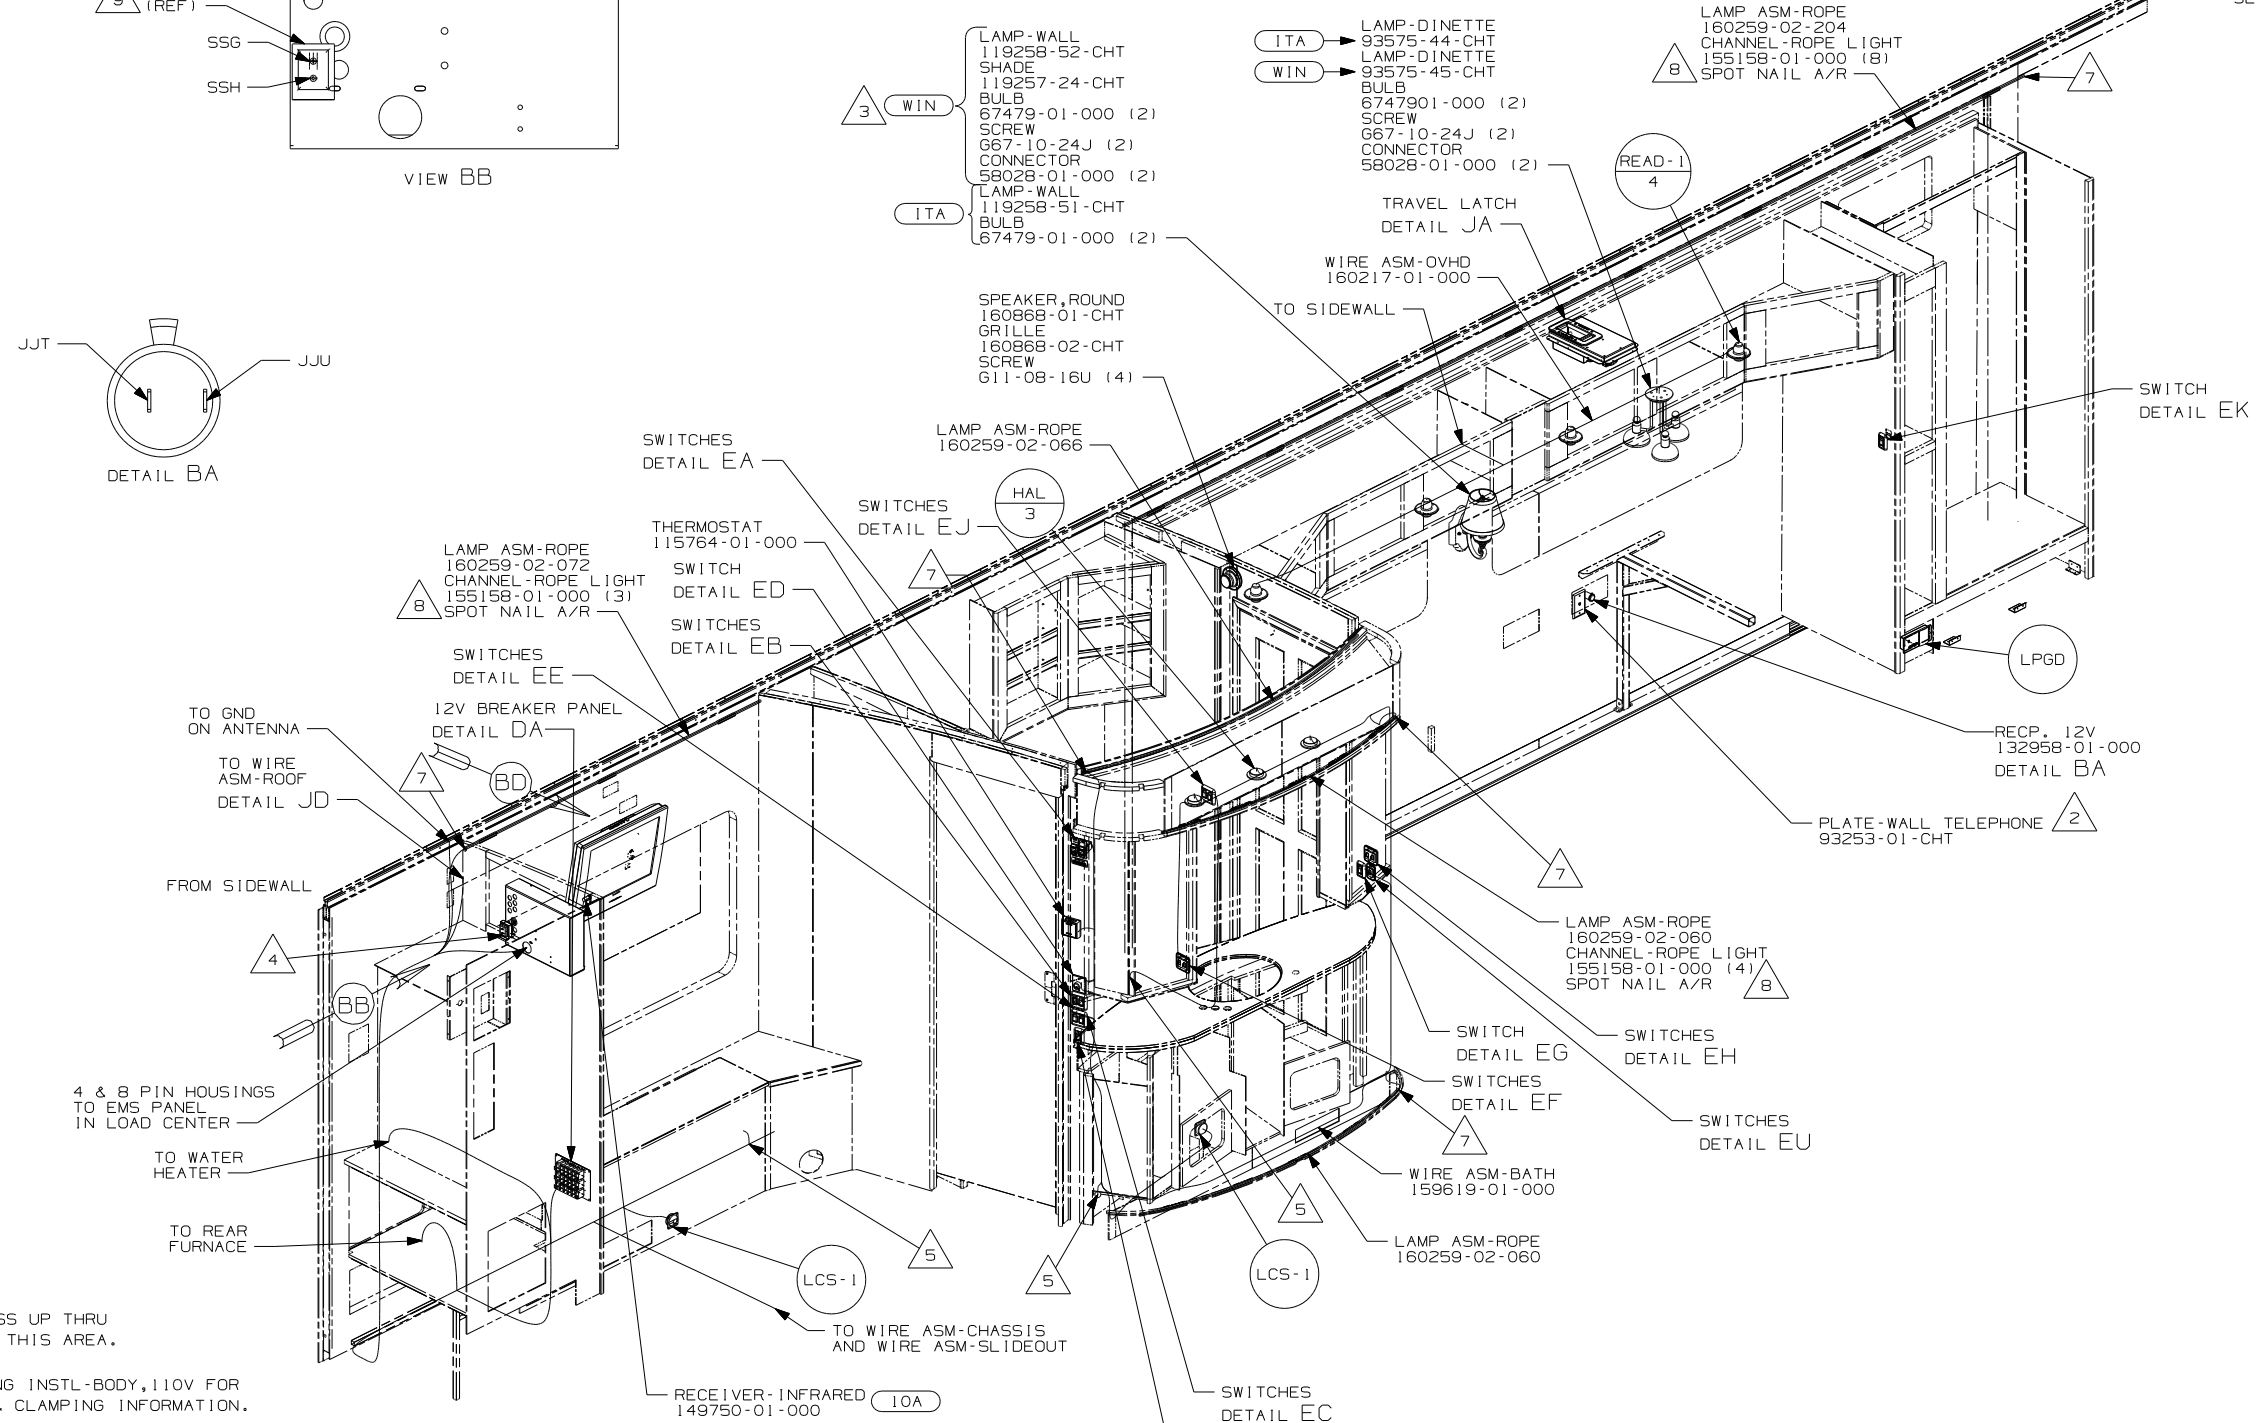 9
(REF)
SSG
SSH
VIEW BB
JJT
JJU
DETAIL BA
3
WIN
LAMP-WALL
119258-52-CHT
SHADE
119257-24-CHT
BULB
67479-01-000 (2)
SCREW
G67-10-24J (2)
CONNECTOR
58028-01-000 (2)
ITA
LAMP-WALL
119258-51-CHT
BULB
67479-01-000 (2)
ITA
WIN
LAMP-DINETTE
93575-44-CHT
LAMP-DINETTE
93575-45-CHT
BULB
6747901-000 (2)
SCREW
G67-10-24J (2)
CONNECTOR
58028-01-000 (2)
8
LAMP ASM-ROPE
160259-02-204
CHANNEL-ROPE LIGHT
155158-01-000 (8)
SPOT NAIL A/R
7
READ-1
4
TRAVEL LATCH
DETAIL JA
WIRE ASM-OVHD
160217-01-000
TO SIDEWALL
SPEAKER,ROUND
160868-01-CHT
GRILLE
160868-02-CHT
SCREW
G11-08-16U (4)
SWITCH
DETAIL EK
LAMP ASM-ROPE
160259-02-066
SWITCHES
DETAIL EA
HAL
3
SWITCHES
DETAIL EJ
THERMOSTAT
115764-01-000
7
SWITCH
DETAIL ED
LAMP ASM-ROPE
160259-02-072
CHANNEL-ROPE LIGHT
155158-01-000 (3)
SPOT NAIL A/R
8
SWITCHES
DETAIL EB
SWITCHES
DETAIL EE
LPGD
12V BREAKER PANEL
DETAIL DA
TO GND
ON ANTENNA
TO WIRE
ASM-ROOF
DETAIL JD
7
BD
RECP. 12V
132958-01-000
DETAIL BA
PLATE-WALL TELEPHONE
93253-01-CHT
2
FROM SIDEWALL
7
4
BB
LAMP ASM-ROPE
160259-02-060
CHANNEL-ROPE LIGHT
155158-01-000 (4)
SPOT NAIL A/R
8
SWITCH
DETAIL EG
SWITCHES
DETAIL EH
SWITCHES
DETAIL EF
SWITCHES
DETAIL EU
4 & 8 PIN HOUSINGS
TO EMS PANEL
IN LOAD CENTER
7
TO WATER
HEATER
WIRE ASM-BATH
159619-01-000
5
TO REAR
FURNACE
LAMP ASM-ROPE
160259-02-060
5
LCS-1
5
LCS-1
SS UP THRU
THIS AREA.
TO WIRE ASM-CHASSIS
AND WIRE ASM-SLIDEOUT
NG INSTL-BODY,110V FOR
CLAMPING INFORMATION.
RECEIVER-INFRARED
149750-01-000
10A
SWITCHES
DETAIL EC